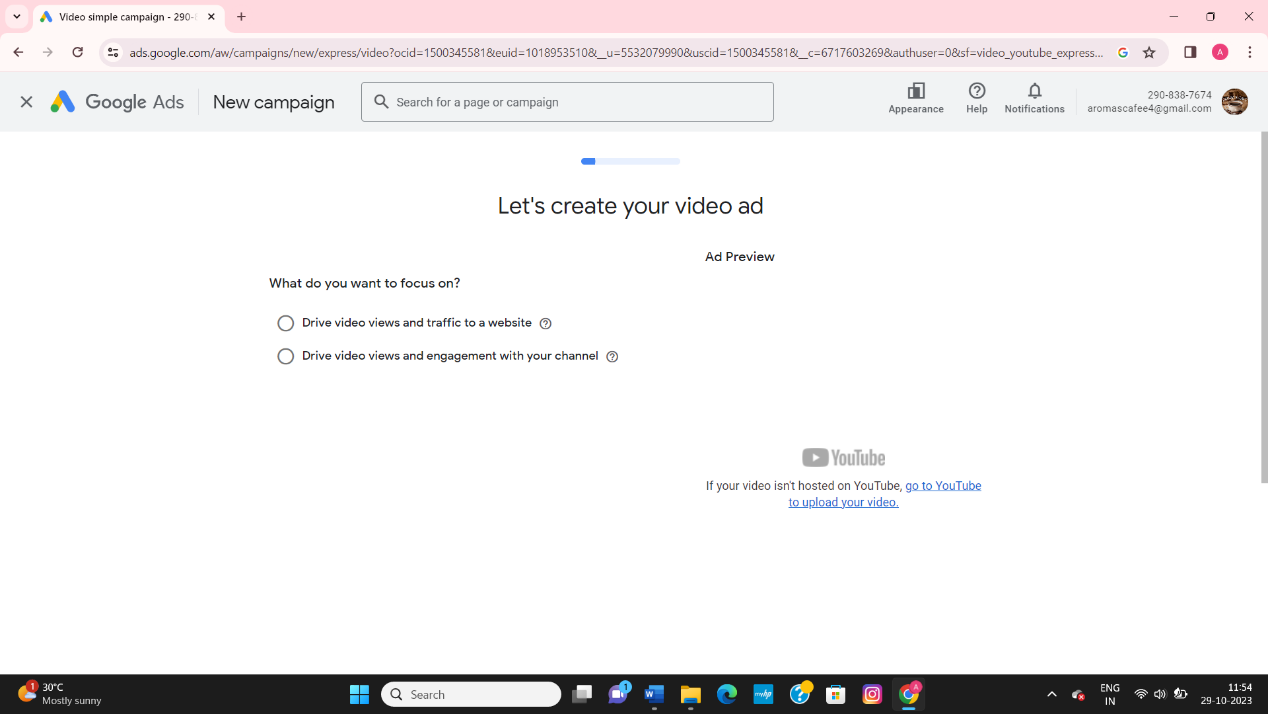 Video simple campaign - 290-
ads.google.com/aw/campaigns/new/express/video?ocid=1500345581&euid=1018953510&__u=5532079990&uscid=1500345581&__c=6717603269&authuser=0&sf=video_youtube_express...
G
A
Google Ads
New campaign
Search for a page or campaign
Appearance
Help
Notifications
290-838-7674
aromascafee4@gmail.com
Let's create your video ad
Ad Preview
What do you want to focus on?
Drive video views and traffic to a website
Drive video views and engagement with your channel
YouTube
If your video isn't hosted on YouTube, go to YouTube
to upload your video.
1
30°C
Mostly sunny
Search
1
W
myhp
?
A
ENG
IN
11:54
29-10-2023